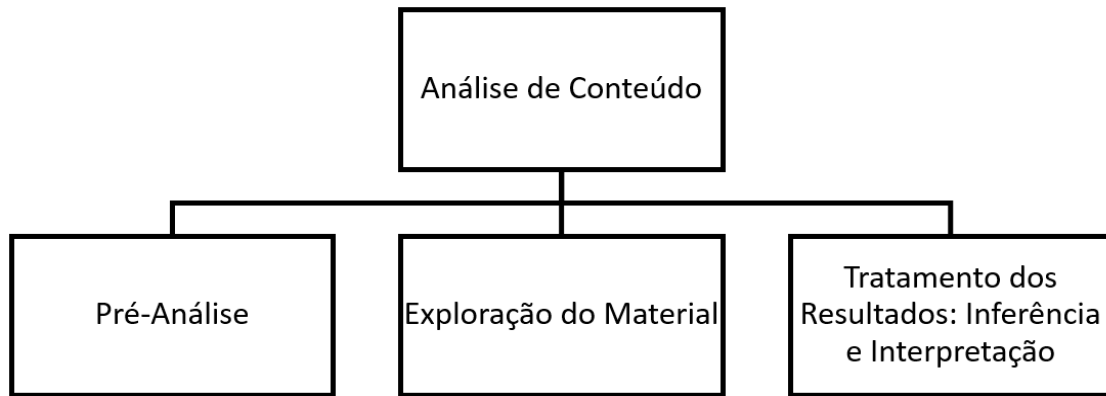 Análise de Conteúdo
Pré-Análise
Exploração do Material
Tratamento dos
Resultados: Inferência
e Interpretação